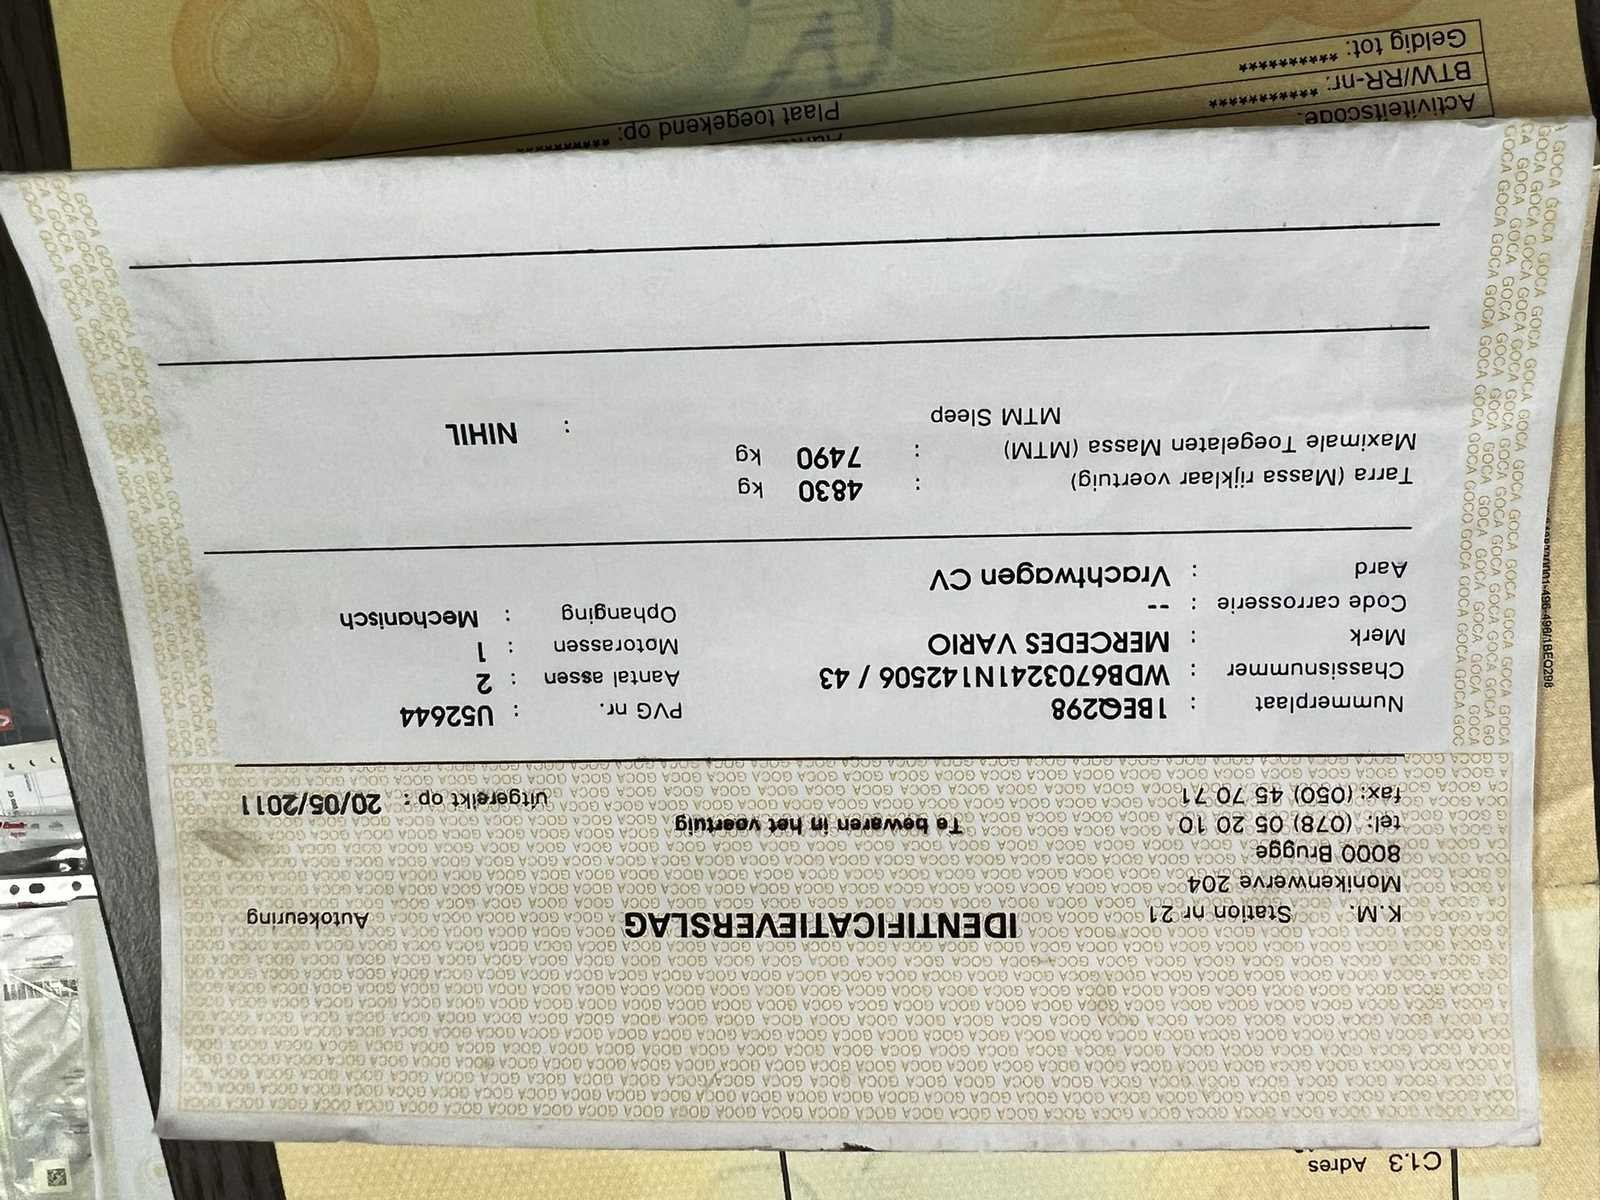 C1.3 Adres
IDENTIFICATIEVERSLAG
Autokeuring
K.M. Station nr 21
Monikenwerve 204
8000 Brugge
tel: (078) 05 20 10
fax: (050) 45 70 71
Te bewaren in het voertuig
uitgereikt op : 20/05/2011
Nummerplaat : 1BEQ298
PVG nr. : U52644
Chassisnummer : WDB6703241N142506 / 43
Aantal assen : 2
Merk : MERCEDES VARIO
Motorassen : 1
Code carrosserie : --
Ophanging : Mechanisch
Aard : Vrachtwagen CV
Tarra (Massa rijklaar voertuig) : 4830 kg
Maximale Toegelaten Massa (MTM) : 7490 kg
MTM Sleep : NIHIL
Activiteitscode:
Plaat toegekend op: *********
BTW/RR-nr: **********
Geldig tot: *********